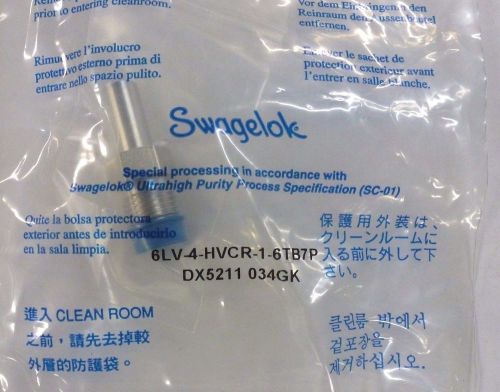 prior to entering cleanroom.
Vor dem Einbringen den
Reinraum den Aussenbeutel
entfernen.
Rimuovere l'involucro
protettivo esterno prima di
entrare nello spazio pulito.
Enlever le sachet de
protection extérieur avant
l'entrer en salle blanche.
Swagelok
Special processing in accordance with
Swagelok® Ultrahigh Purity Process Specification (SC-01)
Quite la bolsa protectora
exterior antes de introducirlo
en la sala limpia.
保護用外装は、
クリーンルームに
入る前に外して下
さい。
6LV-4-HVCR-1-6TB7P
DX5211 034GK
進入 CLEAN ROOM
之前，請先去掉較
外層的防護袋。
클린룸 밖에서
겉포장을
제거하십시오.